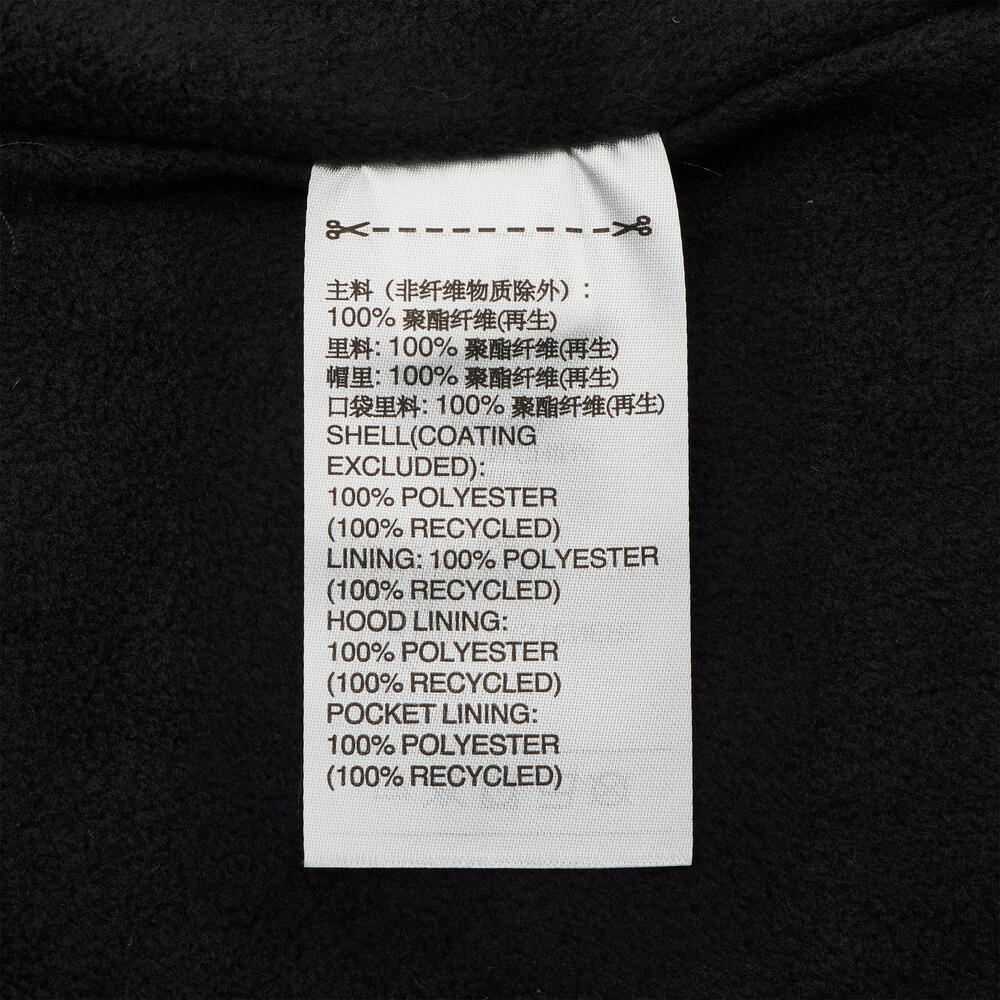 主料（非纤维物质除外）:
100% 聚酯纤维(再生)
里料: 100% 聚酯纤维(再生)
帽里: 100% 聚酯纤维(再生)
口袋里料: 100% 聚酯纤维(再生)
SHELL(COATING
EXCLUDED):
100% POLYESTER
(100% RECYCLED)
LINING: 100% POLYESTER
(100% RECYCLED)
HOOD LINING:
100% POLYESTER
(100% RECYCLED)
POCKET LINING:
100% POLYESTER
(100% RECYCLED)